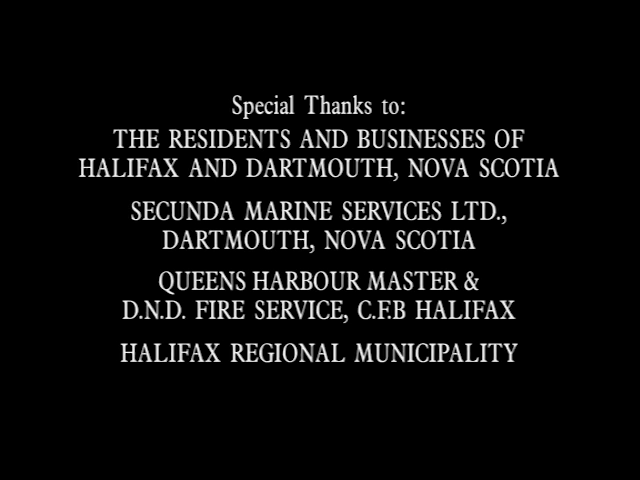 Special Thanks to:
THE RESIDENTS AND BUSINESSES OF
HALIFAX AND DARTMOUTH, NOVA SCOTIA
SECUNDA MARINE SERVICES LTD.,
DARTMOUTH, NOVA SCOTIA
QUEENS HARBOUR MASTER &
D.N.D. FIRE SERVICE, C.F.B HALIFAX
HALIFAX REGIONAL MUNICIPALITY